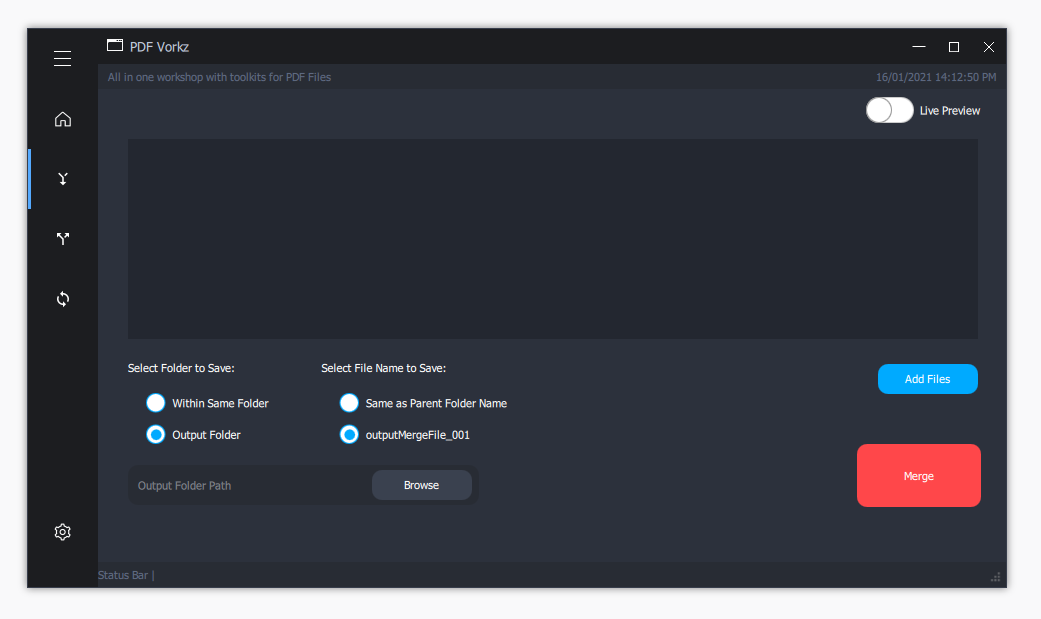 PDF Vorkz
All in one workshop with toolkits for PDF Files
16/01/2021 14:12:50 PM
Live Preview
Select Folder to Save:
Select File Name to Save:
Add Files
Within Same Folder
Same as Parent Folder Name
Output Folder
outputMergeFile_001
Merge
Output Folder Path
Browse
Status Bar |